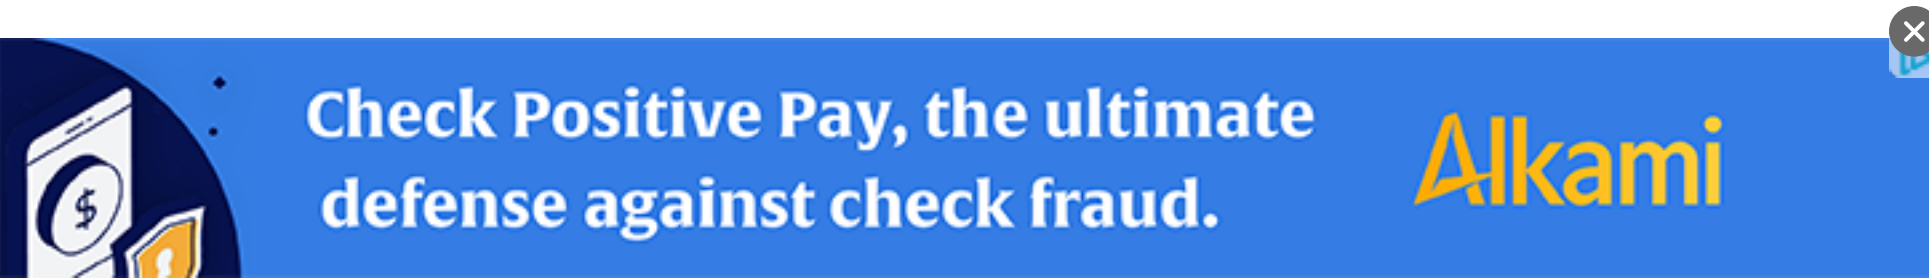 Check Positive Pay, the ultimate
defense against check fraud.
Alkami
$